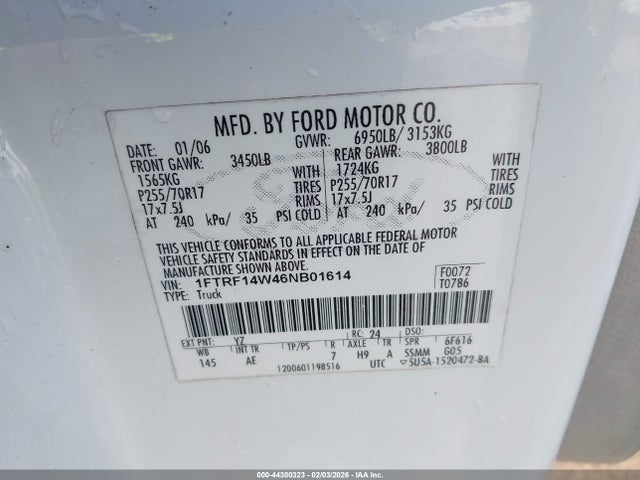 MFD. BY FORD MOTOR CO.
DATE: 01/06 GVWR: 6950LB/ 3153KG
FRONT GAWR: 3450LB REAR GAWR: 3800LB
1565KG WITH 1724KG WITH
P255/70R17 TIRES P255/70R17 TIRES
17x7.5J RIMS 17x7.5J RIMS
AT 240 kPa/ 35 PSI COLD AT 240 kPa/ 35 PSI COLD
THIS VEHICLE CONFORMS TO ALL APPLICABLE FEDERAL MOTOR
VEHICLE SAFETY STANDARDS IN EFFECT ON THE DATE OF
MANUFACTURE SHOWN ABOVE.
VIN: 1FTRF14W46NB01614 F0072
TYPE: Truck T0786
EXT PNT: YZ RC: 24 DSO:
WB INT TR TP/PS R AXLE TR SPR 6F616
145 AE 7 H9 A SSMM G05
1200601198516 UTC 5U5A-1520472-BA
Ford
000-44300323 - 02/03/2026 - IAA Inc.